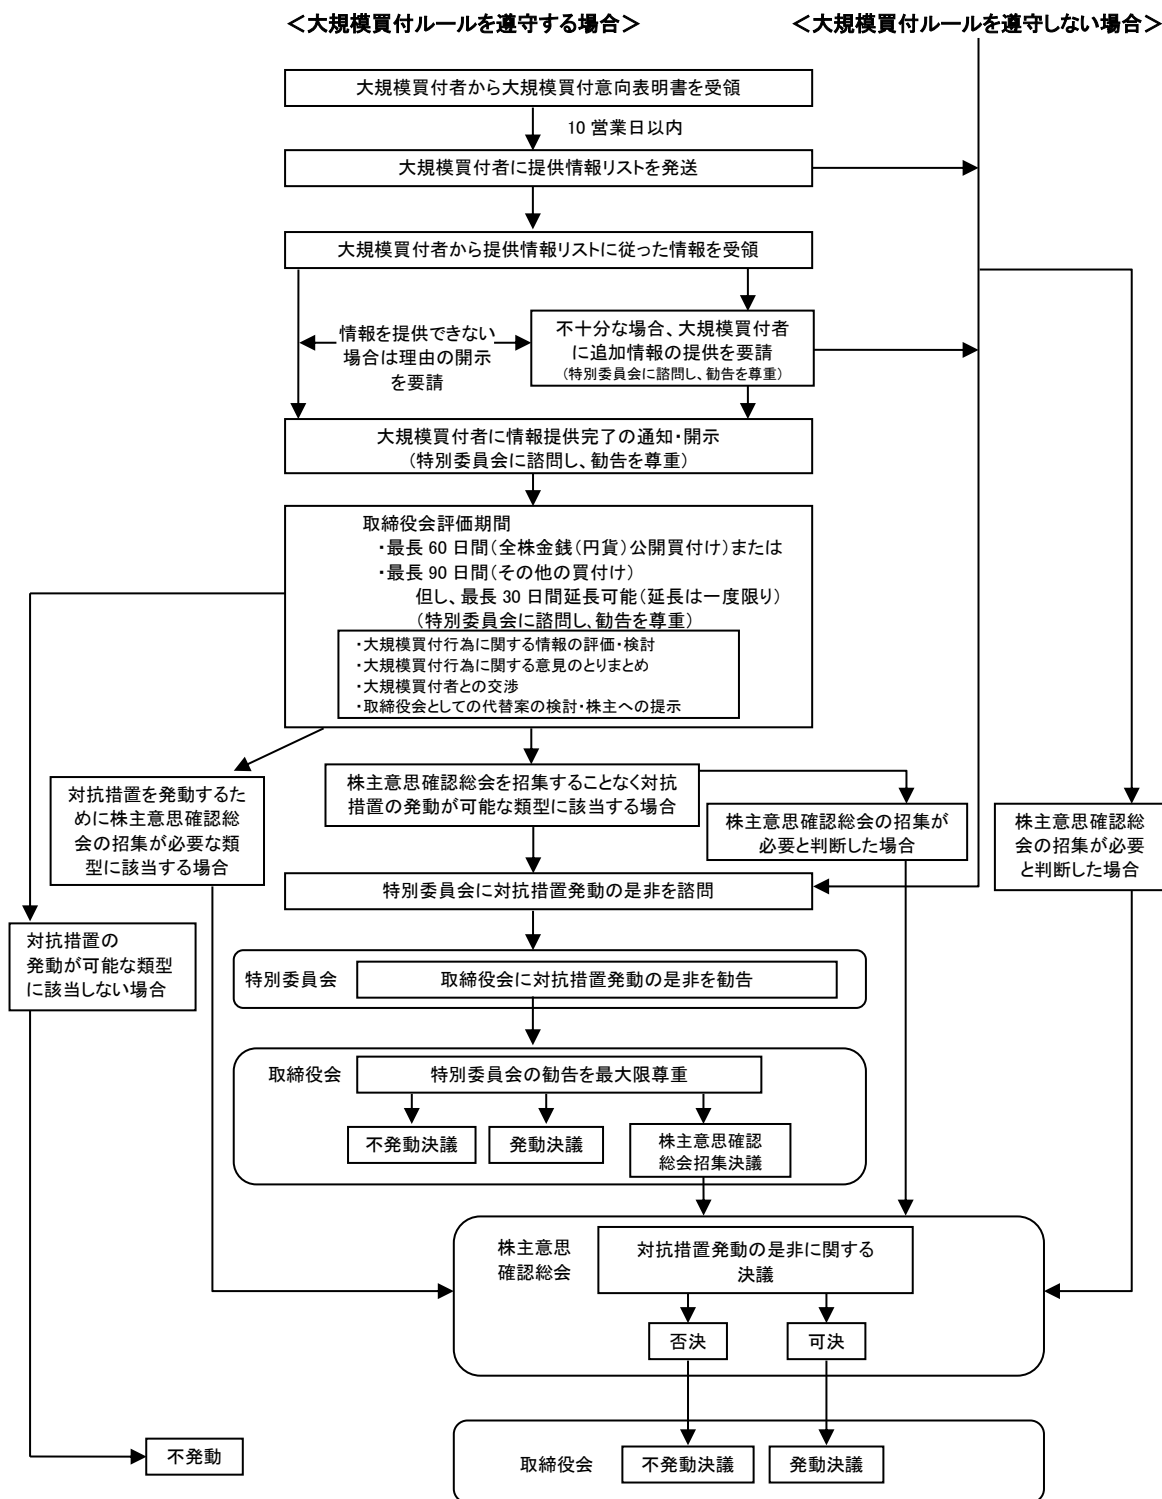 ＜大規模買付ルールを遵守する場合＞
＜大規模買付ルールを遵守しない場合＞
大規模買付者から大規模買付意向表明書を受領
10 営業日以内
大規模買付者に提供情報リストを発送
大規模買付者から提供情報リストに従った情報を受領
情報を提供できない
場合は理由の開示
を要請
不十分な場合、大規模買付者
に追加情報の提供を要請
（特別委員会に諮問し、勧告を尊重）
大規模買付者に情報提供完了の通知・開示
（特別委員会に諮問し、勧告を尊重）
取締役会評価期間
・最長 60 日間（全株金銭（円貨）公開買付け）または
・最長 90 日間（その他の買付け）
但し、最長 30 日間延長可能（延長は一度限り）
（特別委員会に諮問し、勧告を尊重）
・大規模買付行為に関する情報の評価・検討
・大規模買付行為に関する意見のとりまとめ
・大規模買付者との交渉
・取締役会としての代替案の検討・株主への提示
対抗措置を発動するた
めに株主意思確認総
会の招集が必要な類
型に該当する場合
株主意思確認総会を招集することなく対抗
措置の発動が可能な類型に該当する場合
株主意思確認総会の招集が
必要と判断した場合
株主意思確認総
会の招集が必要
と判断した場合
特別委員会に対抗措置発動の是非を諮問
対抗措置の
発動が可能な類型
に該当しない場合
特別委員会
取締役会に対抗措置発動の是非を勧告
取締役会
特別委員会の勧告を最大限尊重
不発動決議
発動決議
株主意思確認
総会招集決議
株主意思
確認総会
対抗措置発動の是非に関する
決議
否決
可決
不発動
取締役会
不発動決議
発動決議